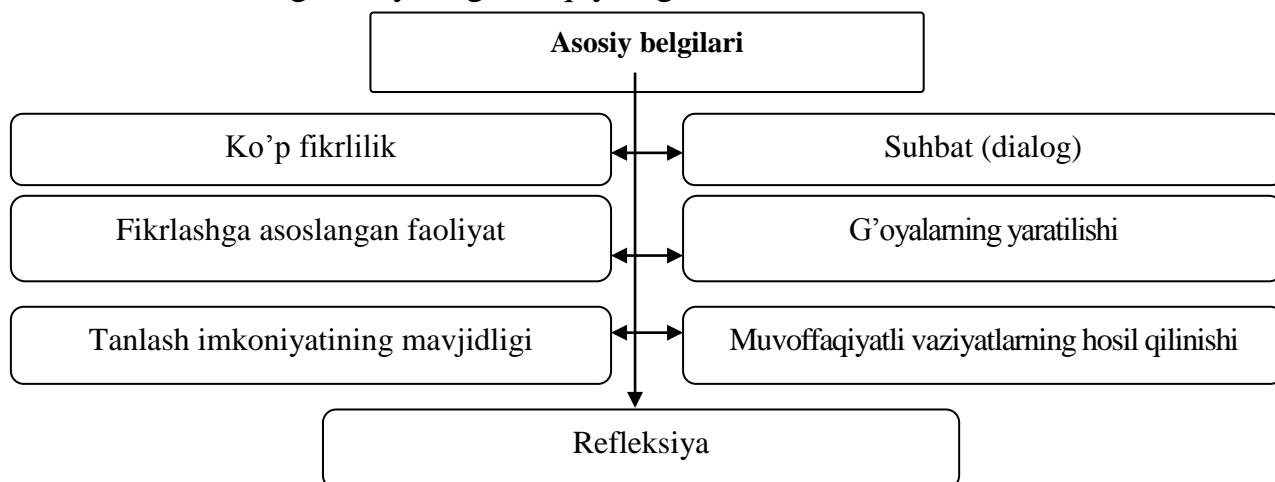 Asosiy belgilari
Ko’p fikrlilik
Suhbat (dialog)
Fikrlashga asoslangan faoliyat
G’oyalarning yaratilishi
Tanlash imkoniyatining mavjidligi
Muvoffaqiyatli vaziyatlarning hosil qilinishi
Refleksiya